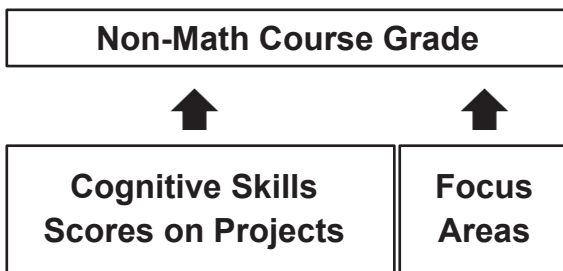 Non-Math Course Grade
Cognitive Skills
Scores on Projects
Focus
Areas